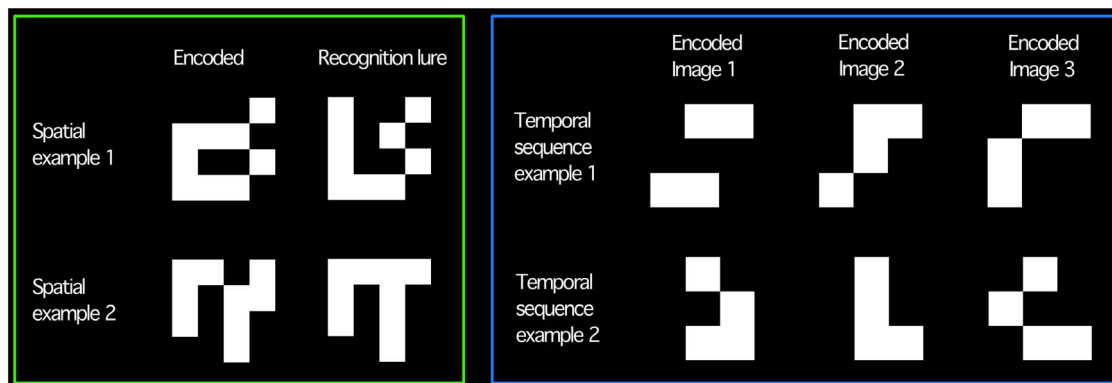 Encoded
Recognition lure
Spatial
example 1
Spatial
example 2
Encoded
Image 1
Encoded
Image 2
Encoded
Image 3
Temporal
sequence
example 1
Temporal
sequence
example 2